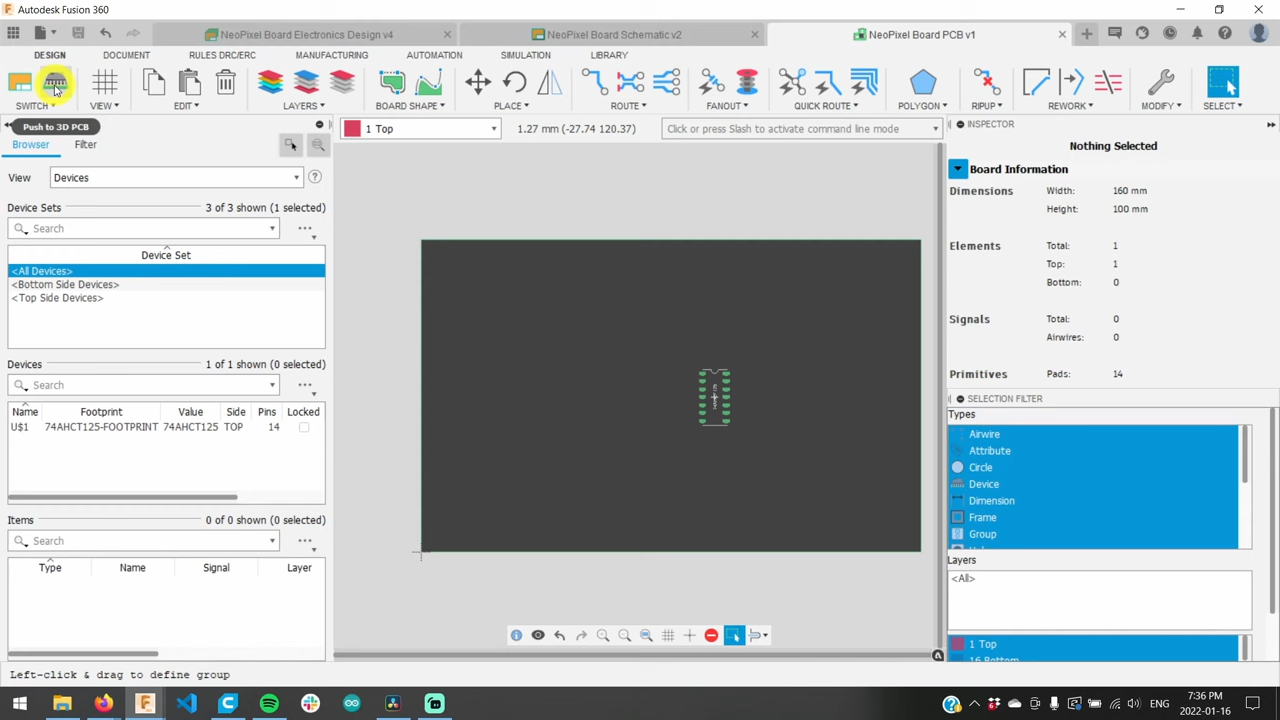 Autodesk Fusion 360
NeoPixel Board Electronics Design v4
NeoPixel Board Schematic v2
NeoPixel Board PCB v1
DESIGN
DOCUMENT
RULES DRC/ERC
MANUFACTURING
AUTOMATION
SIMULATION
LIBRARY
SWITCH
VIEW
EDIT
LAYERS
BOARD SHAPE
PLACE
ROUTE
FANOUT
QUICK ROUTE
POLYGON
RIPUP
REWORK
MODIFY
SELECT
Push to 3D PCB
1 Top
1.27 mm (-27.74 120.37)
Click or press Slash to activate command line mode
INSPECTOR
Browser
Filter
Nothing Selected
View
Devices
Board Information
Dimensions
Width: 160 mm
Height: 100 mm
Device Sets
3 of 3 shown (1 selected)
Search
Device Set
<All Devices>
<Bottom Side Devices>
<Top Side Devices>
Elements
Total: 1
Top: 1
Bottom: 0
Signals
Total: 0
Airwires: 0
Primitives
Pads: 14
Devices
1 of 1 shown (0 selected)
Search
Name Footprint Value Side Pins Locked
U$1 74AHCT125-FOOTPRINT 74AHCT125 TOP 14
SELECTION FILTER
Types
Airwire
Attribute
Circle
Device
Dimension
Frame
Group
Items
0 of 0 shown (0 selected)
Search
Type Name Signal Layer
Layers
<All>
1 Top
16 Bottom
A
Left-click & drag to define group
7:36 PM
2022-01-16